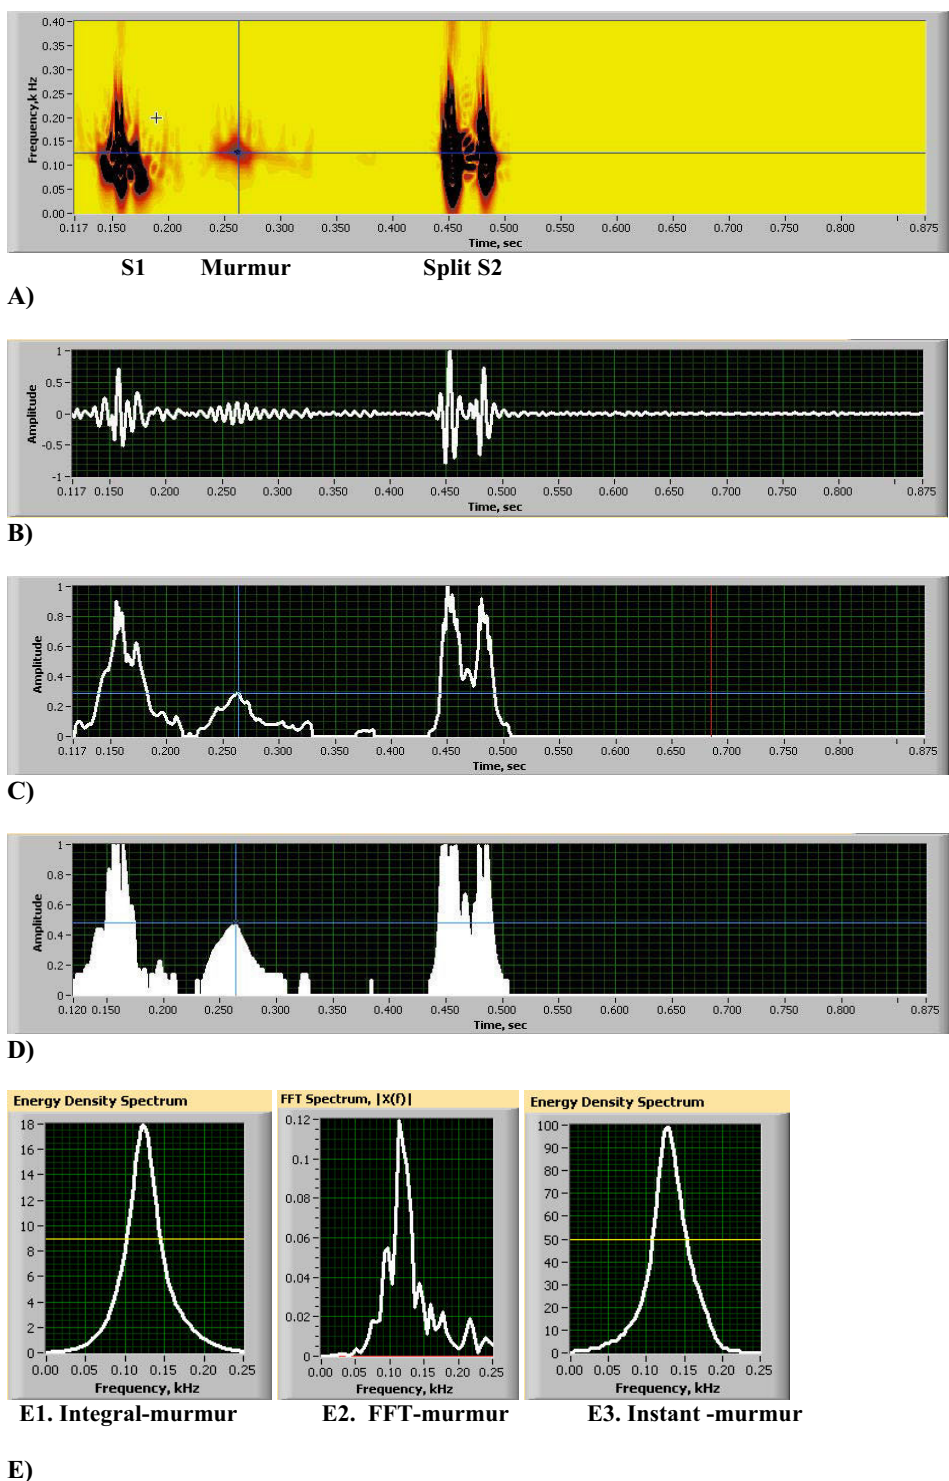 Frequency,k Hz
0.40
0.35
0.30
0.25
0.20
0.15
0.10
0.05
0.00
0.117 0.150 0.200 0.250 0.300 0.350 0.400 0.450 0.500 0.550 0.600 0.650 0.700 0.750 0.800 0.875
Time, sec
S1 Murmur Split S2
A)
Amplitude
1
0.5
0
-0.5
-1
0.117 0.150 0.200 0.250 0.300 0.350 0.400 0.450 0.500 0.550 0.600 0.650 0.700 0.750 0.800 0.875
Time, sec
B)
Amplitude
1
0.8
0.6
0.4
0.2
0
0.117 0.150 0.200 0.250 0.300 0.350 0.400 0.450 0.500 0.550 0.600 0.650 0.700 0.750 0.800 0.875
Time, sec
C)
Amplitude
1
0.8
0.6
0.4
0.2
0
0.120 0.150 0.200 0.250 0.300 0.350 0.400 0.450 0.500 0.550 0.600 0.650 0.700 0.750 0.800 0.875
Time, sec
D)
Energy Density Spectrum
18
16
14
12
10
8
6
4
2
0
0.00 0.05 0.10 0.15 0.20 0.25
Frequency, kHz
E1. Integral-murmur
FFT Spectrum, |X(f)|
0.12
0.1
0.08
0.06
0.04
0.02
0
0.00 0.05 0.10 0.15 0.20 0.25
Frequency, kHz
E2. FFT-murmur
Energy Density Spectrum
100
90
80
70
60
50
40
30
20
10
0
0.00 0.05 0.10 0.15 0.20 0.25
Frequency, kHz
E3. Instant -murmur
E)